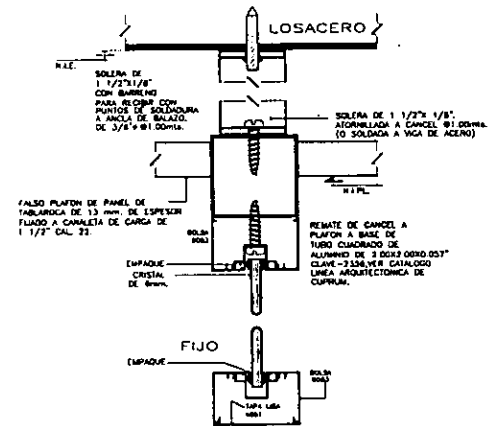 LOSACERO
N.I.E.
SOLERA DE
1 1/2"X1/8"
CON BARRENO
PARA RECIBIR CON
PUNTOS DE SOLDADURA
A ANCLA DE BALAZO.
DE 3/8"ø @1.00mts.
SOLERA DE 1 1/2"X 1/8".
ATORNILLADA A CANCEL @1.00mts.
(O SOLDADA A VIGA DE ACERO)
N.PL.
FALSO PLAFON DE PANEL DE
TABLAROCA DE 13 mm. DE ESPESOR
FIJADO A CANALETA DE CARGA DE
1 1/2" CAL. 22.
BOLSA
REMATE DE CANCEL A
PLAFON A BASE DE
TUBO CUADRADO DE
ALUMINIO DE 2.00X2.00X0.057"
CLAVE-2336,VER CATALOGO
LINEA ARQUITECTONICA DE
CUPRUM.
EMPAQUE
CRISTAL
DE 6mm.
FIJO
EMPAQUE
BOLSA
TAPA LISA